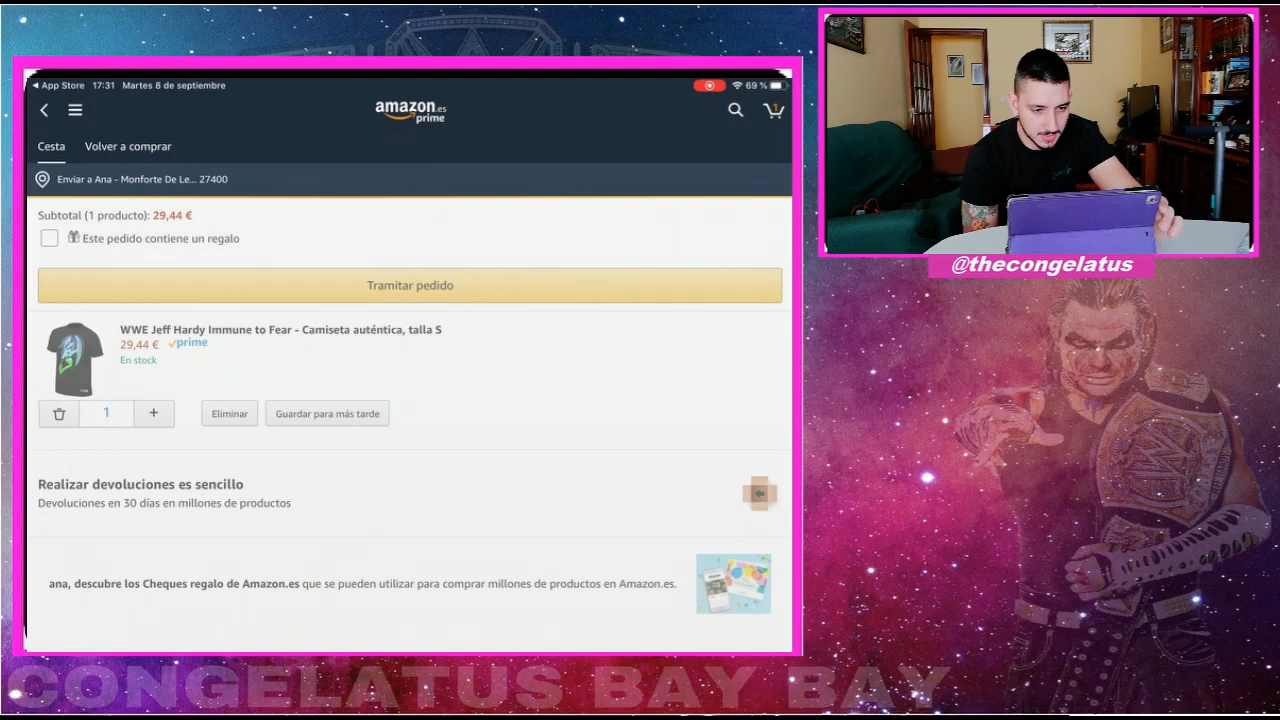 App Store 17:31 Martes 8 de septiembre
69 %
amazon.es
prime
1
Cesta Volver a comprar
Enviar a Ana - Monforte De Le... 27400
Subtotal (1 producto): 29,44 €
Este pedido contiene un regalo
Tramitar pedido
WWE Jeff Hardy Immune to Fear - Camiseta auténtica, talla S
29,44 € prime
En stock
1 +
Eliminar
Guardar para más tarde
Realizar devoluciones es sencillo
Devoluciones en 30 días en millones de productos
ana, descubre los Cheques regalo de Amazon.es que se pueden utilizar para comprar millones de productos en Amazon.es.
@thecongelatus
CONGELATUS BAY BAY